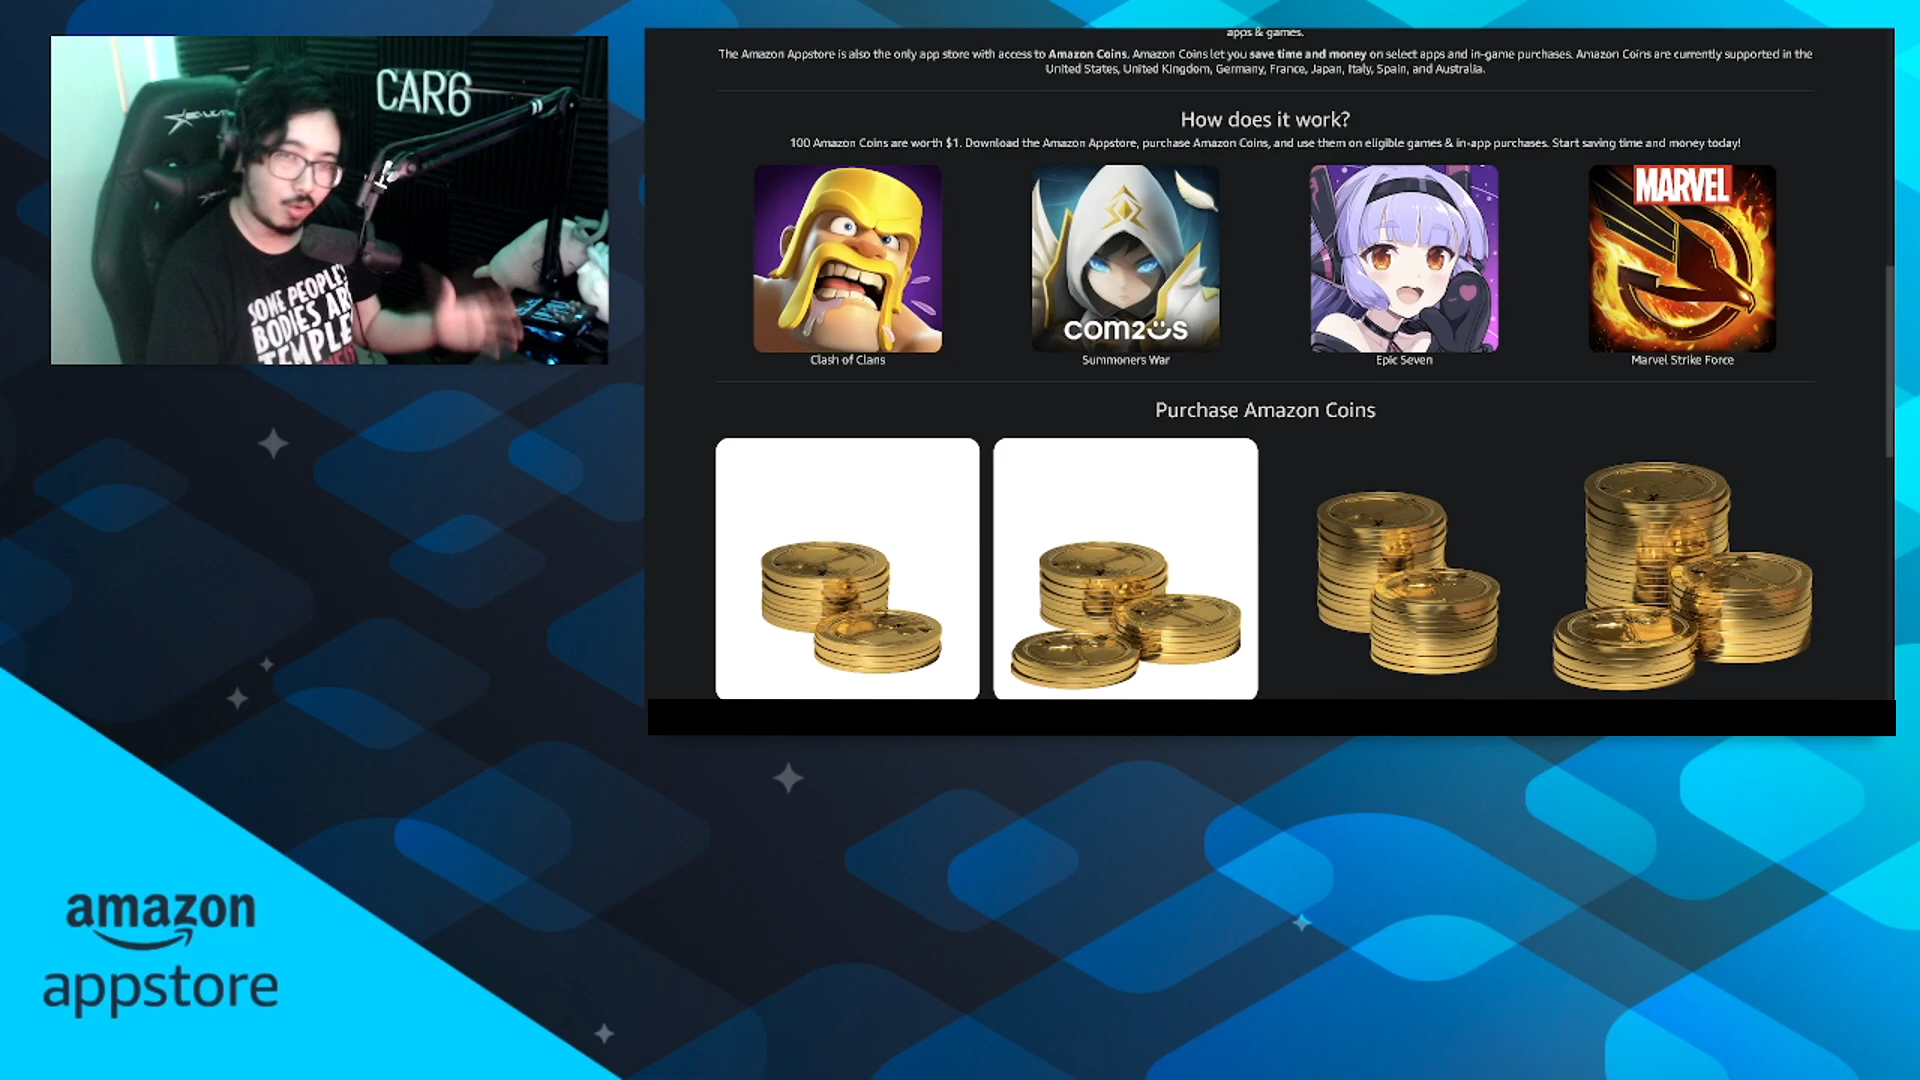 CAR6
SOME PEOPLE'S
BODIES ARE
TEMPLE
apps & games.
The Amazon Appstore is also the only app store with access to Amazon Coins. Amazon Coins let you save time and money on select apps and in-game purchases. Amazon Coins are currently supported in the
United States, United Kingdom, Germany, France, Japan, Italy, Spain, and Australia.
How does it work?
100 Amazon Coins are worth $1. Download the Amazon Appstore, purchase Amazon Coins, and use them on eligible games & in-app purchases. Start saving time and money today!
MARVEL
COM2US
Clash of Clans
Summoners War
Epic Seven
Marvel Strike Force
Purchase Amazon Coins
amazon
appstore